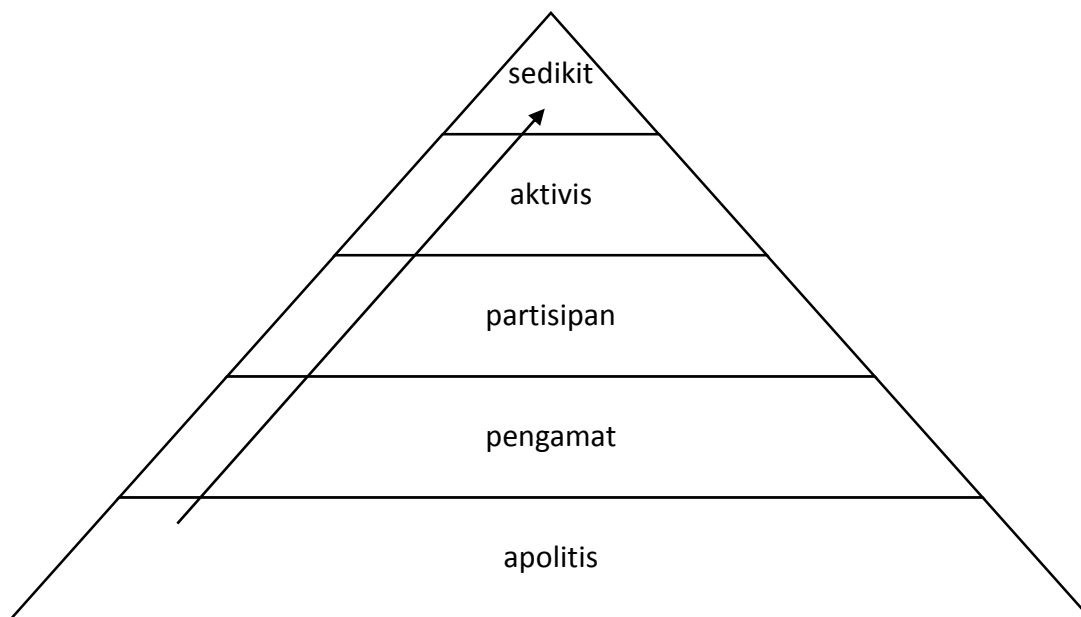 sedikit
aktivis
partisipan
pengamat
apolitis